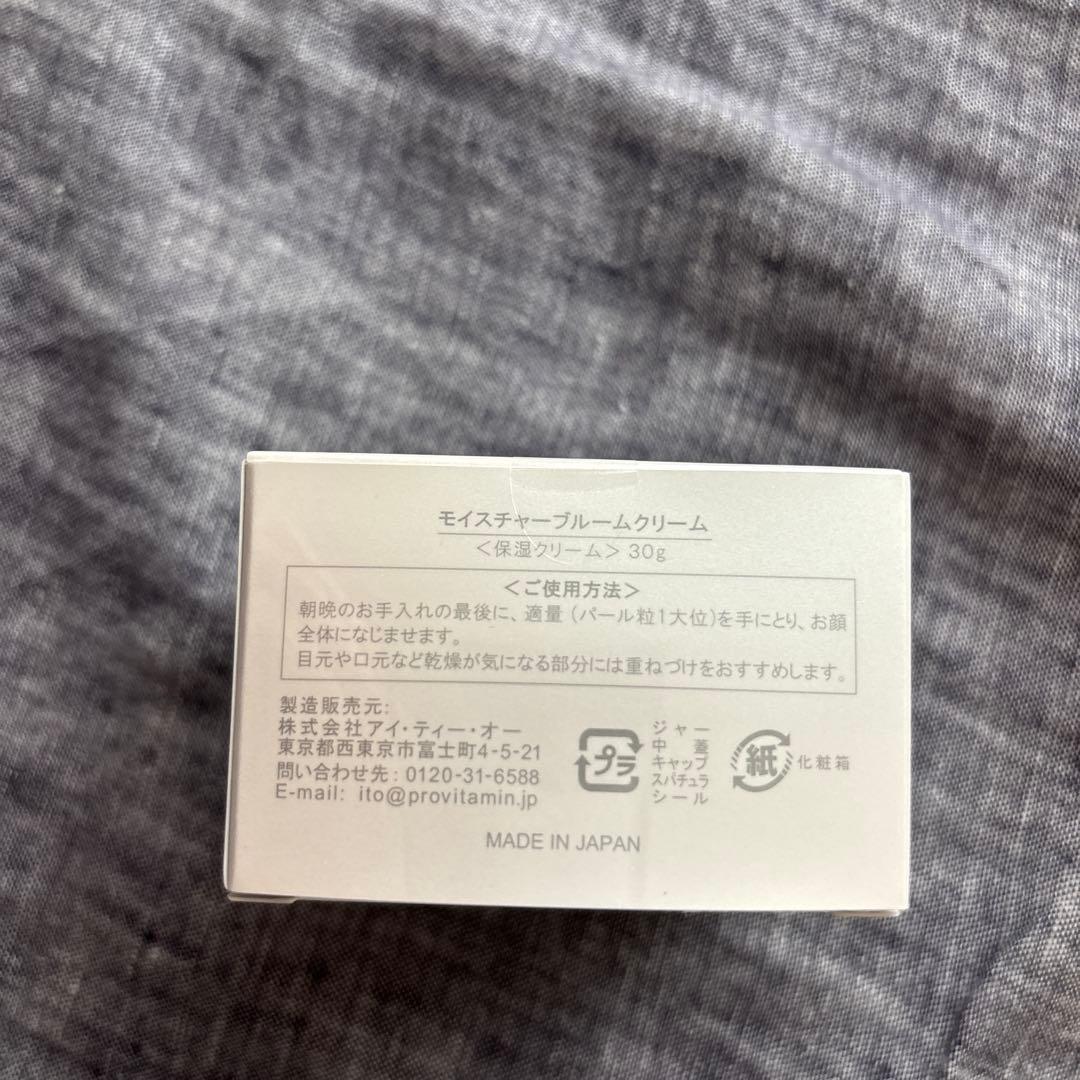 モイスチャーブルームクリーム
＜保湿クリーム＞ 30g
＜ご使用方法＞
朝晩のお手入れの最後に、適量（パール粒1大位）を手にとり、お顔
全体になじませます。
目元や口元など乾燥が気になる部分には重ねづけをおすすめします。
製造販売元:
株式会社アイ・ティー・オー
東京都西東京市富士町4-5-21
問い合わせ先: 0120-31-6588
E-mail: ito@provitamin.jp
プラ
ジャー
中蓋
キャップ
スパチュラ
シール
紙
化粧箱
MADE IN JAPAN